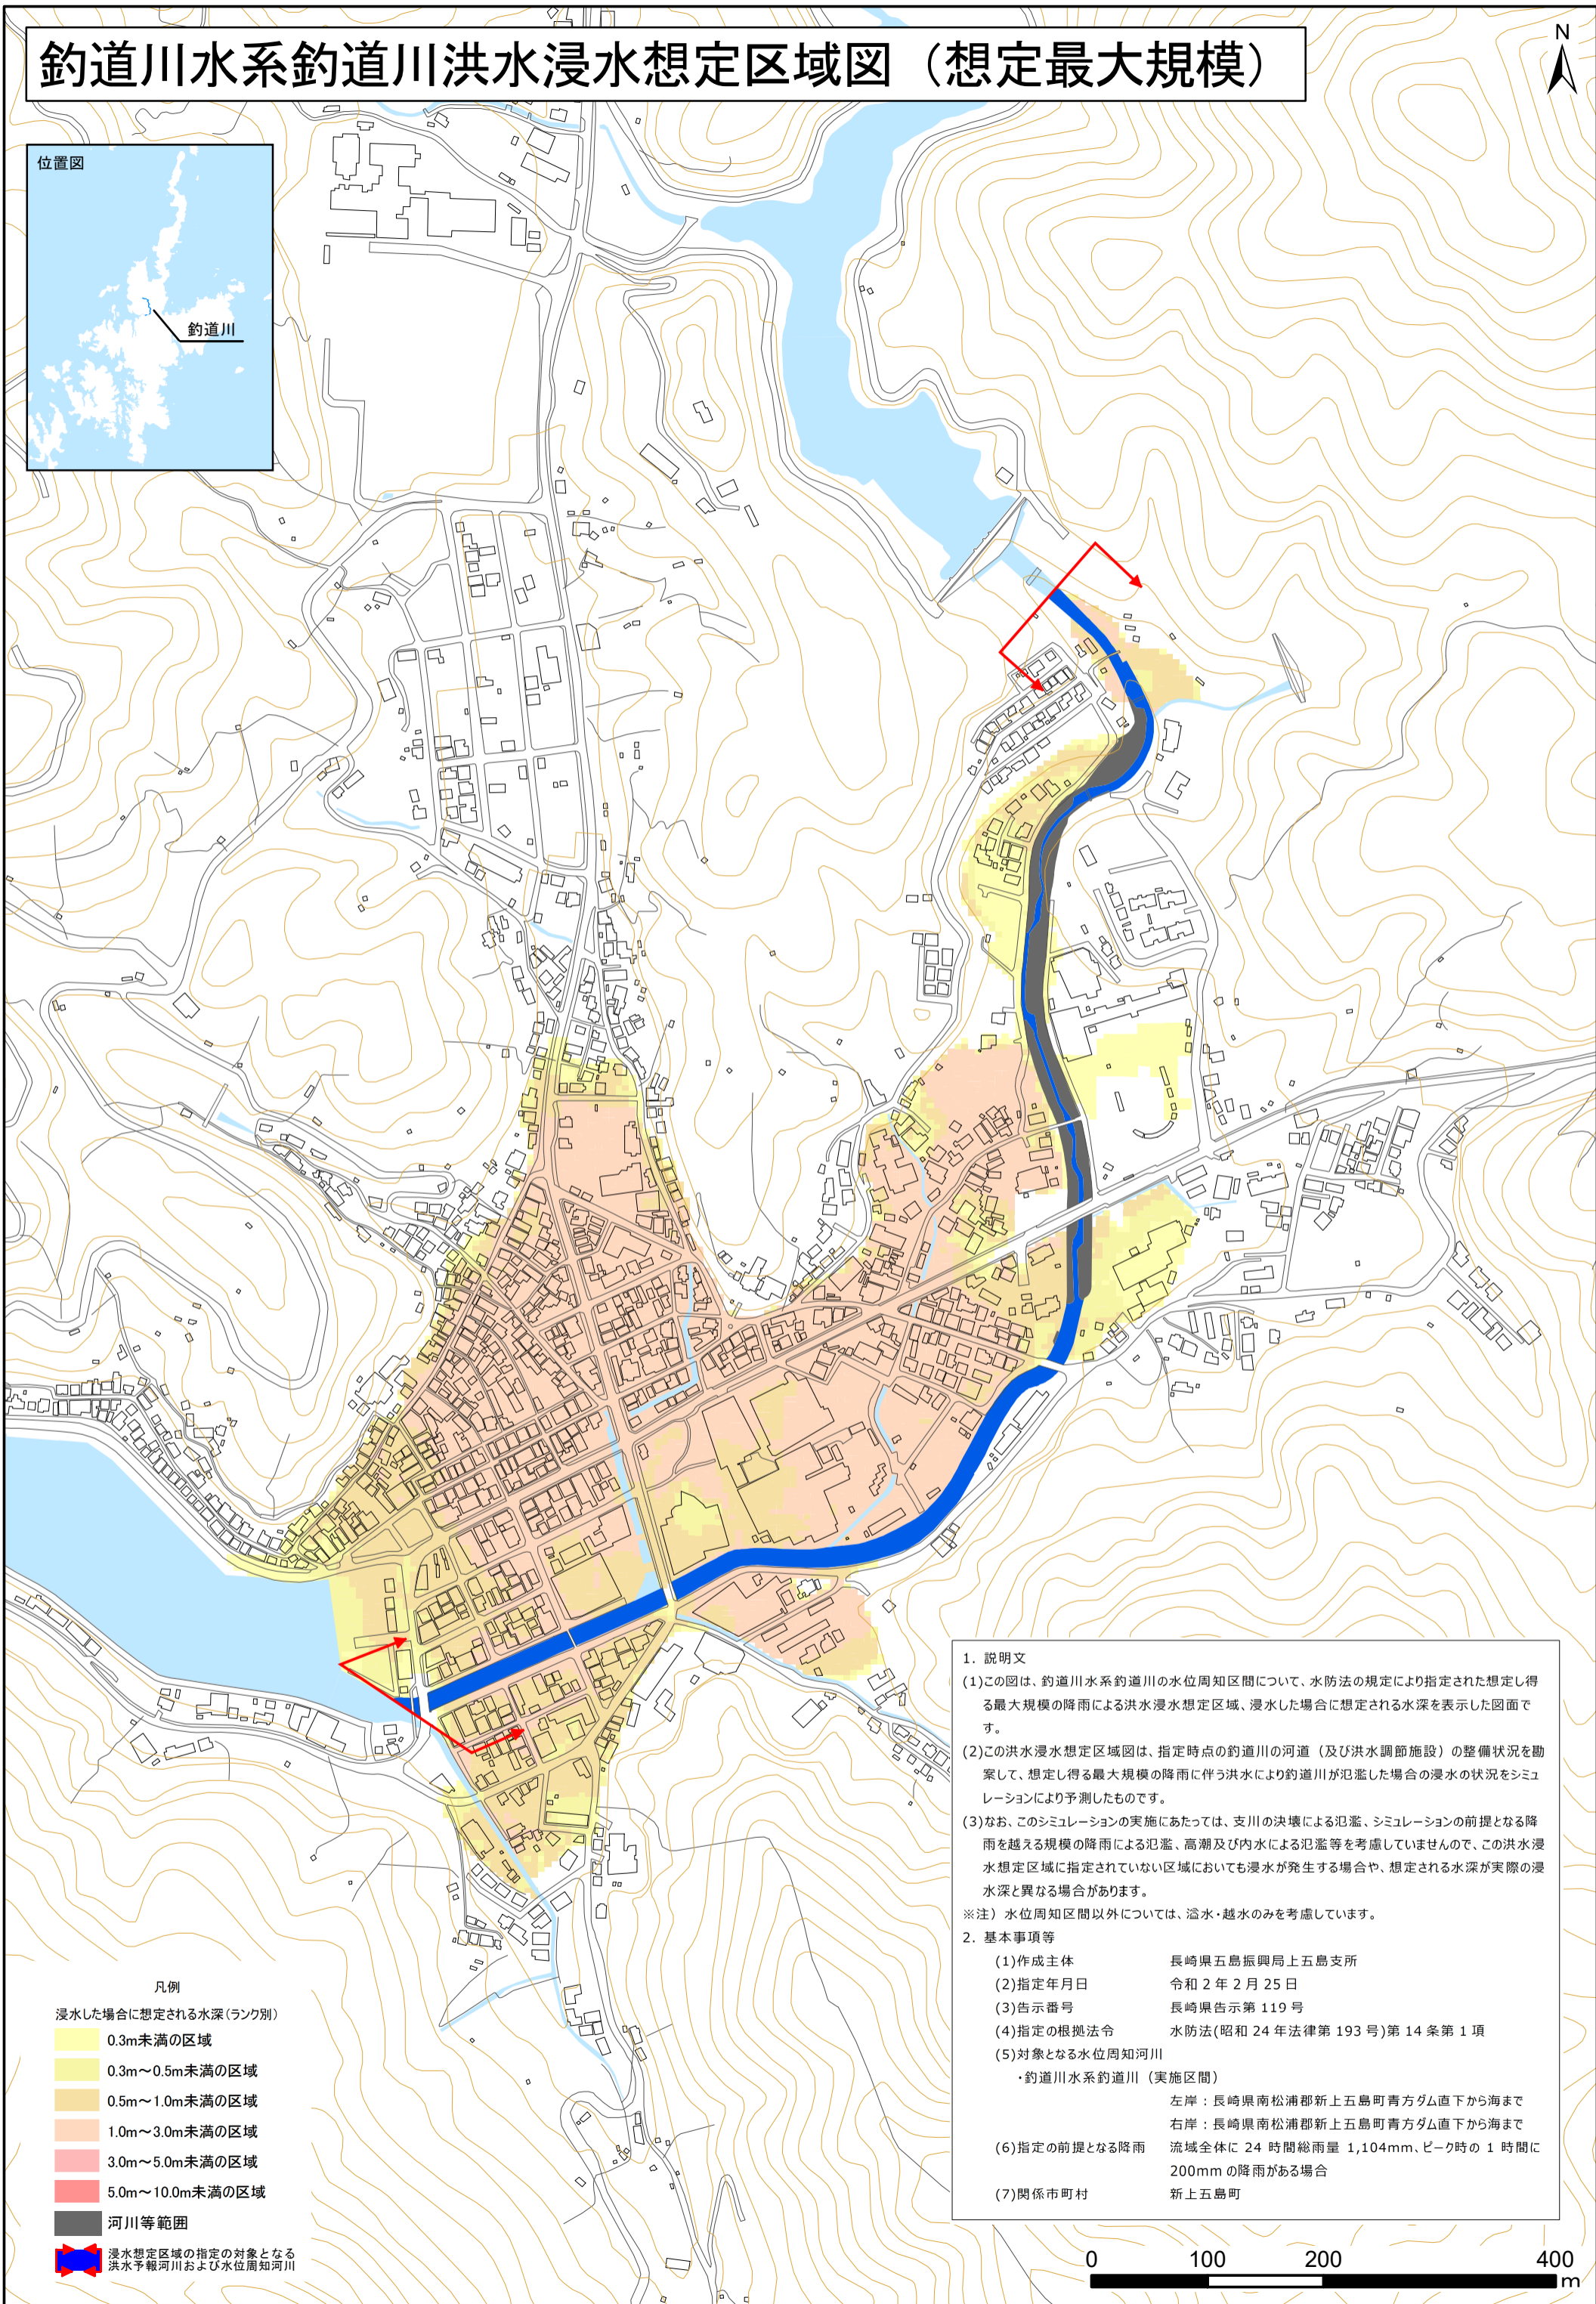 釣道川水系釣道川洪水浸水想定区域図（想定最大規模）
N
位置図
釣道川
1. 説明文
(1)この図は、釣道川水系釣道川の水位周知区間について、水防法の規定により指定された想定し得
る最大規模の降雨による洪水浸水想定区域、浸水した場合に想定される水深を表示した図面で
す。
(2)この洪水浸水想定区域図は、指定時点の釣道川の河道（及び洪水調節施設）の整備状況を勘
案して、想定し得る最大規模の降雨に伴う洪水により釣道川が氾濫した場合の浸水の状況をシミュ
レーションにより予測したものです。
(3)なお、このシミュレーションの実施にあたっては、支川の決壊による氾濫、シミュレーションの前提となる降
雨を越える規模の降雨による氾濫、高潮及び内水による氾濫等を考慮していませんので、この洪水浸
水想定区域に指定されていない区域においても浸水が発生する場合や、想定される水深が実際の浸
水深と異なる場合があります。
※注）水位周知区間以外については、溢水・越水のみを考慮しています。
2. 基本事項等
(1)作成主体 長崎県五島振興局上五島支所
(2)指定年月日 令和 2 年 2 月 25 日
(3)告示番号 長崎県告示第 119 号
(4)指定の根拠法令 水防法(昭和 24 年法律第 193 号)第 14 条第 1 項
(5)対象となる水位周知河川
・釣道川水系釣道川（実施区間）
左岸：長崎県南松浦郡新上五島町青方ダム直下から海まで
右岸：長崎県南松浦郡新上五島町青方ダム直下から海まで
(6)指定の前提となる降雨 流域全体に 24 時間総雨量 1,104mm、ピーク時の 1 時間に
200mm の降雨がある場合
(7)関係市町村 新上五島町
凡例
浸水した場合に想定される水深(ランク別)
0.3m未満の区域
0.3m～0.5m未満の区域
0.5m～1.0m未満の区域
1.0m～3.0m未満の区域
3.0m～5.0m未満の区域
5.0m～10.0m未満の区域
河川等範囲
浸水想定区域の指定の対象となる
洪水予報河川および水位周知河川
0 100 200 400
m